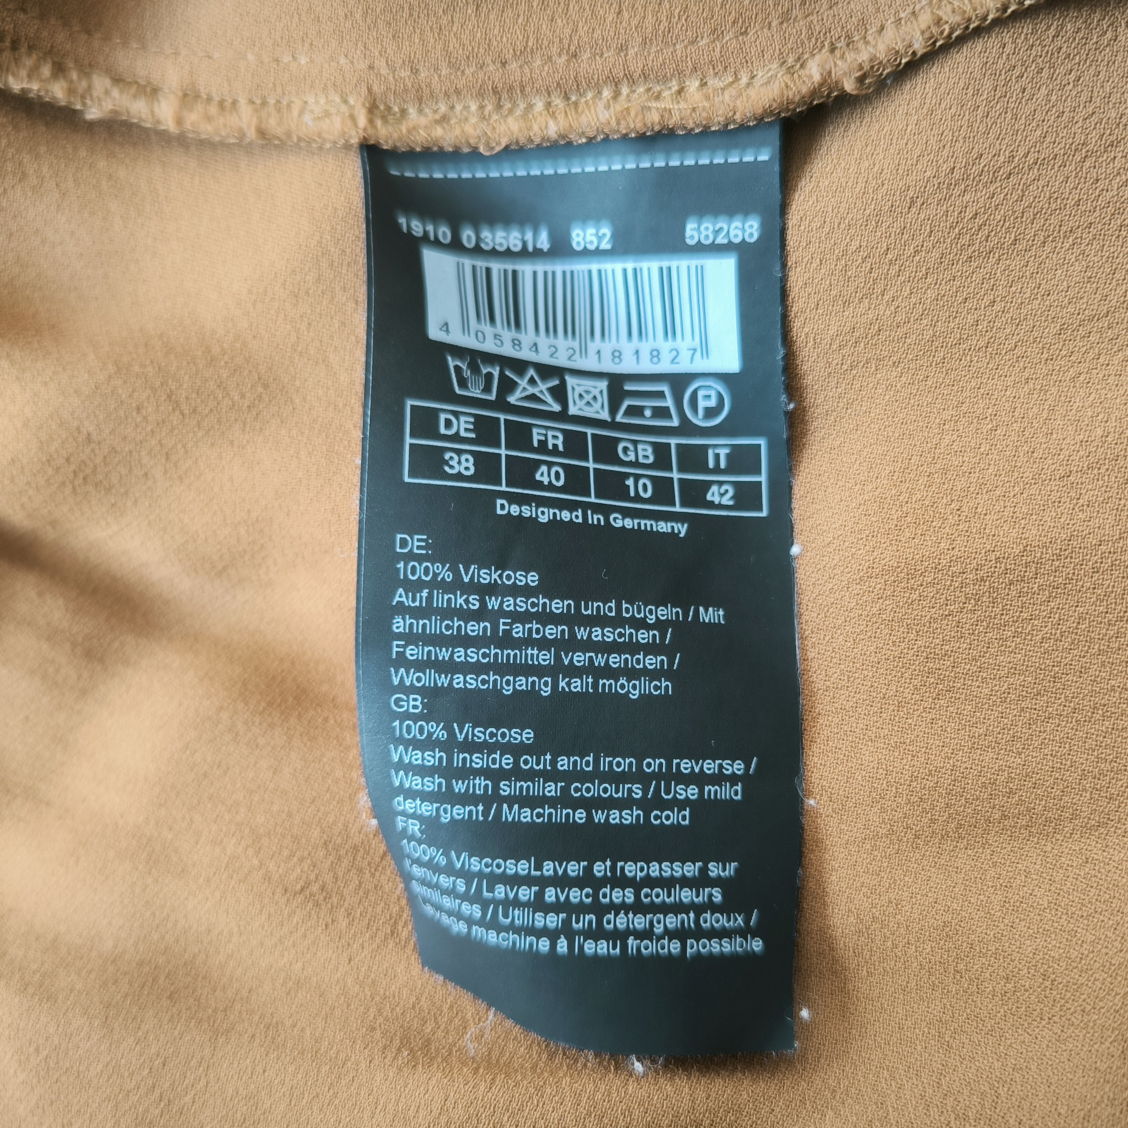 1910 035614 852 58268
4 058422 181827
P
DE FR GB IT
38 40 10 42
Designed In Germany
DE:
100% Viskose
Auf links waschen und bügeln / Mit
ähnlichen Farben waschen /
Feinwaschmittel verwenden /
Wollwaschgang kalt möglich
GB:
100% Viscose
Wash inside out and iron on reverse /
Wash with similar colours / Use mild
detergent / Machine wash cold
FR:
100% ViscoseLaver et repasser sur
l'envers / Laver avec des couleurs
similaires / Utiliser un détergent doux /
Lavage machine à l'eau froide possible